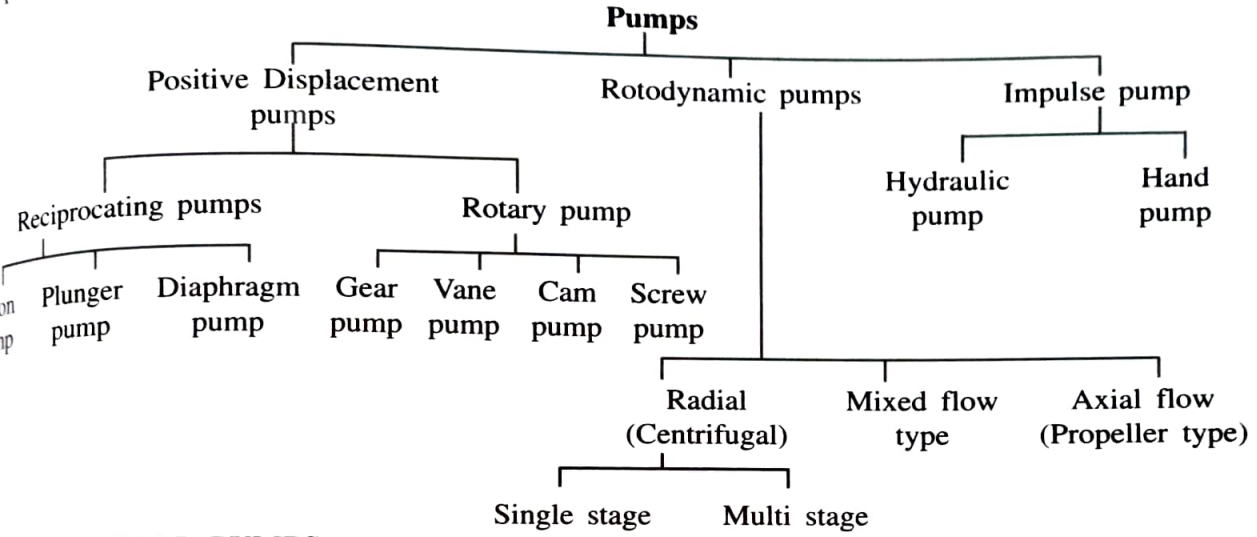 Pumps
Positive Displacement
pumps
Rotodynamic pumps
Impulse pump
Reciprocating pumps
Rotary pump
Hydraulic
pump
Hand
pump
Plunger
pump
Diaphragm
pump
Gear
pump
Vane
pump
Cam
pump
Screw
pump
Radial
(Centrifugal)
Mixed flow
type
Axial flow
(Propeller type)
Single stage
Multi stage